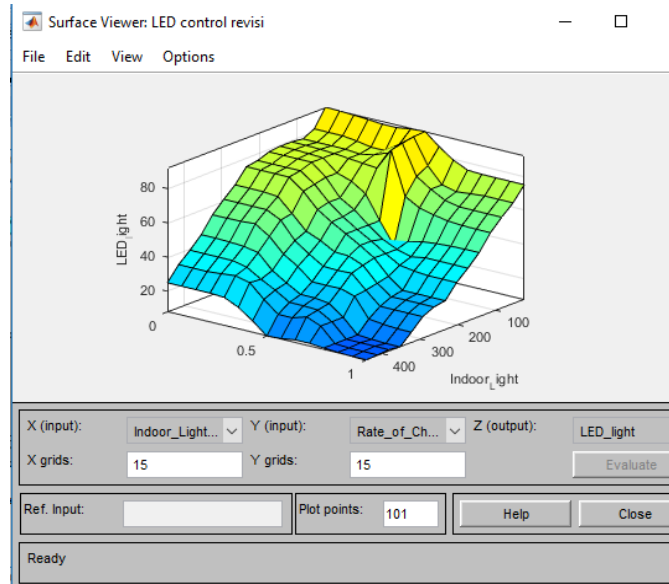 Surface Viewer: LED control revisi
File Edit View Options
80
60
40
20
LED_light
0
0.5
1
400
300
200
100
Indoor_Light
X (input): Indoor_Light... Y (input): Rate_of_Ch... Z (output): LED_light
X grids: 15 Y grids: 15 Evaluate
Ref. Input: Plot points: 101 Help Close
Ready